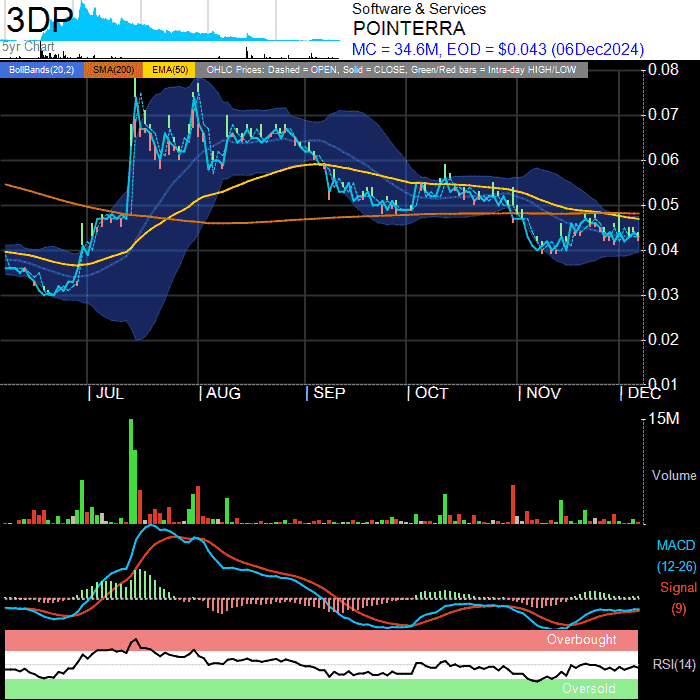 3DP
5yr Chart
Software & Services
POINTERRA
MC = 34.6M, EOD = $0.043 (06Dec2024)
BollBands(20,2) SMA(200) EMA(50) OHLC Prices: Dashed = OPEN, Solid = CLOSE, Green/Red bars = Intra-day HIGH/LOW
0.08
0.07
0.06
0.05
0.04
0.03
0.02
0.01
| JUL | AUG | SEP | OCT | NOV | DEC
15M
Volume
MACD
(12-26)
Signal
(9)
Overbought
RSI(14)
Oversold